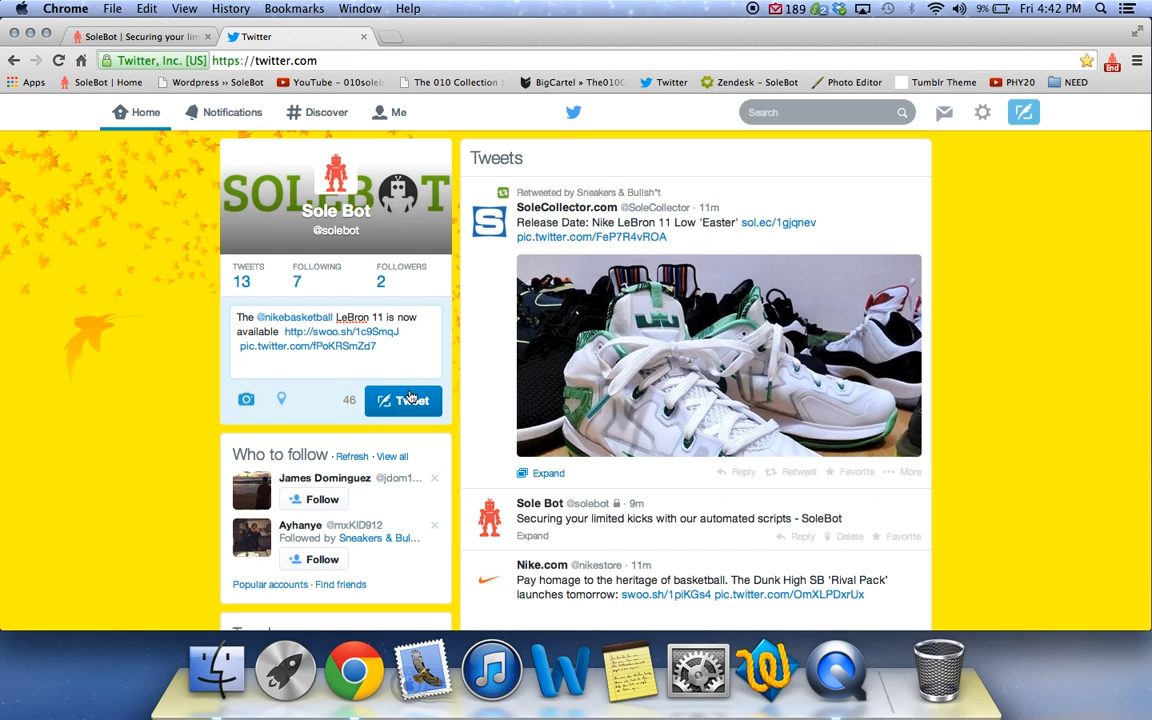 Chrome File Edit View History Bookmarks Window Help 189 2 9% Fri 4:42 PM
SoleBot | Securing your lim × Twitter ×
Twitter, Inc. [US] https://twitter.com End
Apps SoleBot | Home Wordpress ›› SoleBot YouTube - 010soleb The 010 Collection BigCartel » The010C Twitter Zendesk - SoleBot Photo Editor Tumblr Theme PHY20 NEED
Home Notifications Discover Me Search
SOLEBOT
Sole Bot
@solebot
TWEETS FOLLOWING FOLLOWERS
13 7 2
The @nikebasketball LeBron 11 is now
available http://swoo.sh/1c9SmqJ
pic.twitter.com/fPoKRSmZd7
46 Tweet
Who to follow · Refresh · View all
James Dominguez @jdom1... ×
Follow
Ayhanye @mxKID912 ×
Followed by Sneakers & Bul...
Follow
Popular accounts · Find friends
Tweets
Retweeted by Sneakers & Bullsh*t
SoleCollector.com @SoleCollector · 11m
Release Date: Nike LeBron 11 Low 'Easter' sol.ec/1gjqnev
pic.twitter.com/FeP7R4vROA
Expand Reply Retweet Favorite More
Sole Bot @solebot · 9m
Securing your limited kicks with our automated scripts - SoleBot
Expand Reply Delete Favorite
Nike.com @nikestore · 11m
Pay homage to the heritage of basketball. The Dunk High SB 'Rival Pack'
launches tomorrow: swoo.sh/1piKGs4 pic.twitter.com/OmXLPDxrUx